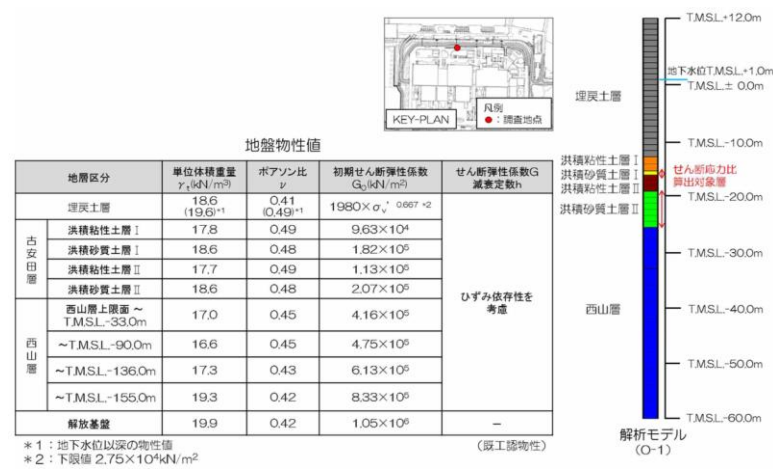 KEY-PLAN
凡例
●：調査地点
地盤物性値
地層区分
単位体積重量
γt(kN/m³)
ポアソン比
ν
初期せん断弾性係数
G₀(kN/m²)
せん断弾性係数G
減衰定数h
埋戻土層
18.6
(19.6)*1
0.41
(0.49)*1
1980×σv'^0.667 *2
ひずみ依存性を
考慮
古安田層
洪積粘性土層Ⅰ 17.8 0.49 9.63×10⁴
洪積砂質土層Ⅰ 18.6 0.48 1.82×10⁵
洪積粘性土層Ⅱ 17.7 0.49 1.13×10⁵
洪積砂質土層Ⅱ 18.6 0.48 2.07×10⁵
西山層
西山層上限面 ～
T.M.S.L.-33.0m
17.0 0.45 4.16×10⁵
～T.M.S.L.-90.0m 16.6 0.45 4.75×10⁵
～T.M.S.L.-136.0m 17.3 0.43 6.13×10⁵
～T.M.S.L.-155.0m 19.3 0.42 8.33×10⁵
解放基盤 19.9 0.42 1.05×10⁶ －
＊1：地下水位以深の物性値
＊2：下限値 2.75×10⁴kN/m²
(既工認物性)
T.M.S.L.+12.0m
地下水位T.M.S.L.+1.0m
T.M.S.L.± 0.0m
埋戻土層
T.M.S.L.-10.0m
洪積粘性土層Ⅰ
洪積砂質土層Ⅰ
洪積粘性土層Ⅱ
洪積砂質土層Ⅱ
せん断応力比
算出対象層
T.M.S.L.-20.0m
T.M.S.L.-30.0m
西山層
T.M.S.L.-40.0m
T.M.S.L.-50.0m
T.M.S.L.-60.0m
解析モデル
(O-1)